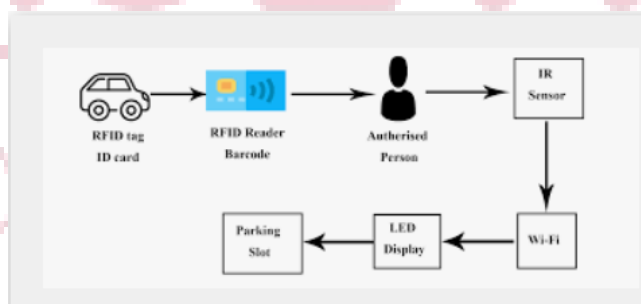 RFID tag
ID card
RFID Reader
Barcode
Autherised
Person
IR
Sensor
Parking
Slot
LED
Display
Wi-Fi